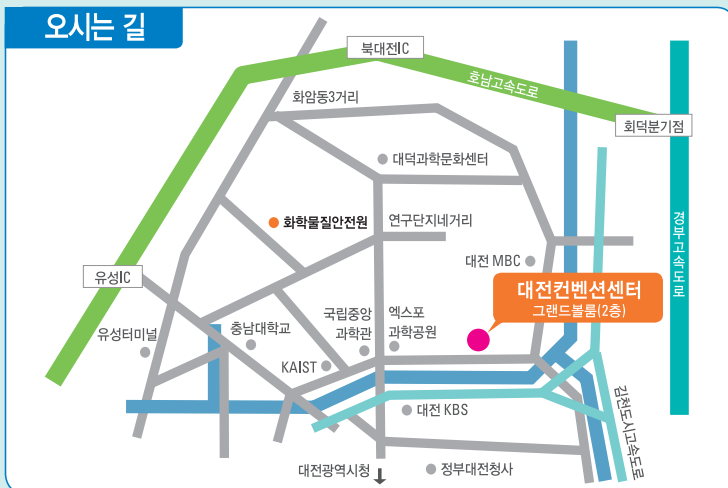 오시는 길
북대전IC
호남고속도로
화암동3거리
회덕분기점
대덕과학문화센터
화학물질안전원
연구단지네거리
경부고속도로
대전 MBC
유성IC
대전컨벤션센터
그랜드볼룸(2층)
유성터미널
충남대학교
국립중앙
과학관
엑스포
과학공원
KAIST
대전 KBS
김천도시고속도로
대전광역시청
정부대전청사